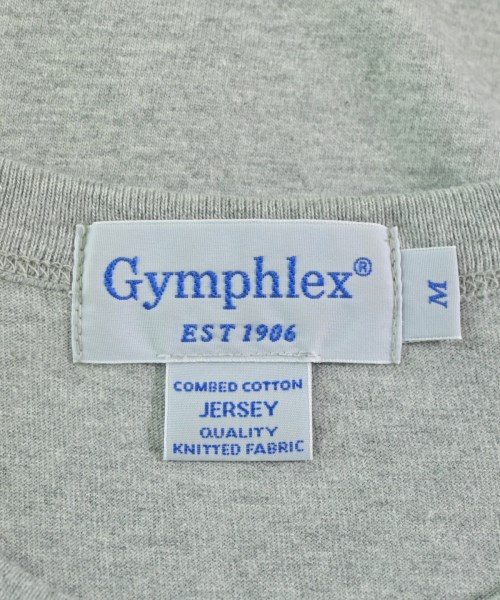 Gymphlex®
EST 1906
M
COMBED COTTON
JERSEY
QUALITY
KNITTED FABRIC